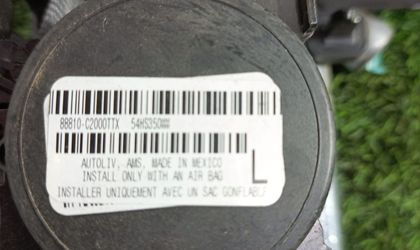 88810-C2000TTX 54HS350##
AUTOLIV, AMS, MADE IN MEXICO
INSTALL ONLY WITH AN AIR BAG
L
INSTALLER UNIQUEMENT AVEC UN SAC GONFLABLE